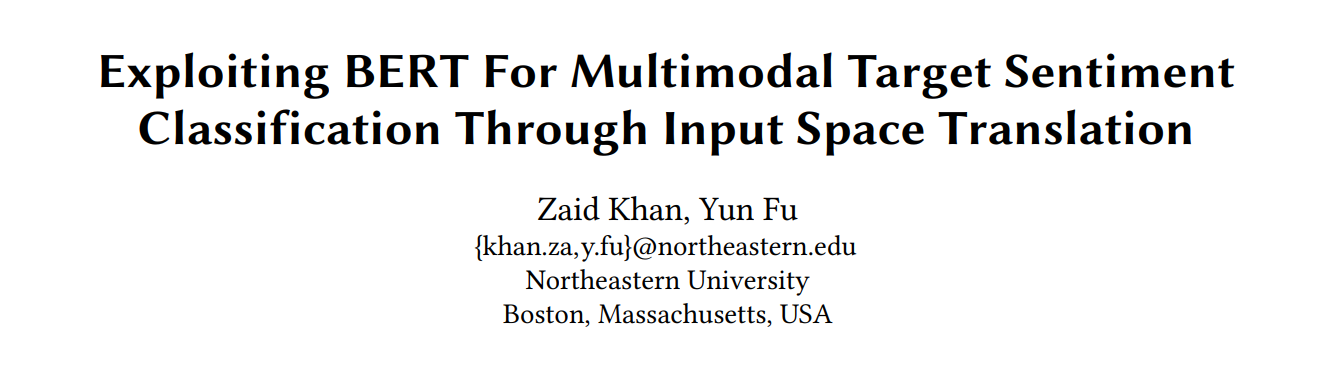 Exploiting BERT For Multimodal Target Sentiment
Classification Through Input Space Translation
Zaid Khan, Yun Fu
{khan.za,y.fu}@northeastern.edu
Northeastern University
Boston, Massachusetts, USA